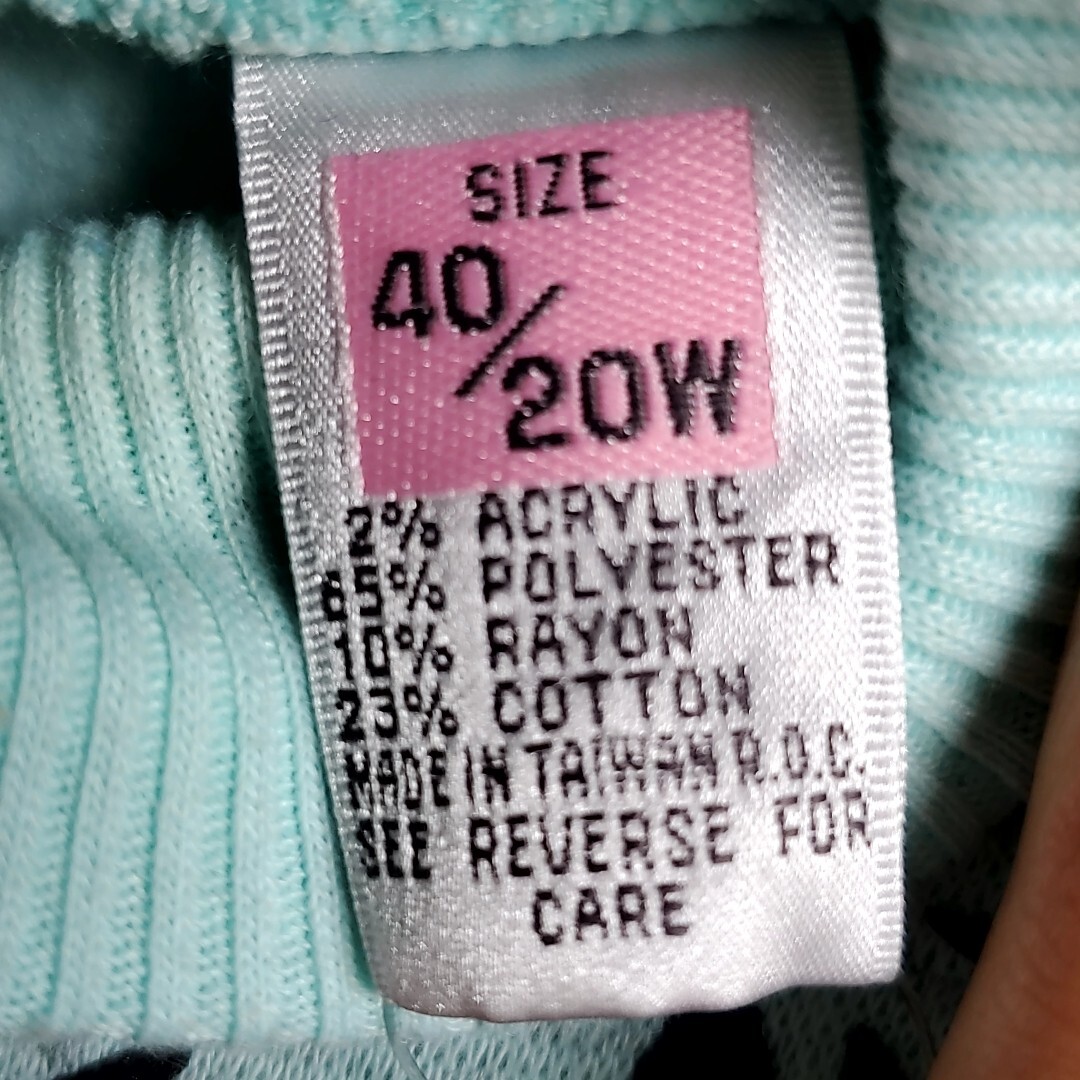 SIZE
40/20W
2% ACRYLIC
65% POLYESTER
10% RAYON
23% COTTON
MADE IN TAIWAN R.O.C.
SEE REVERSE FOR
CARE